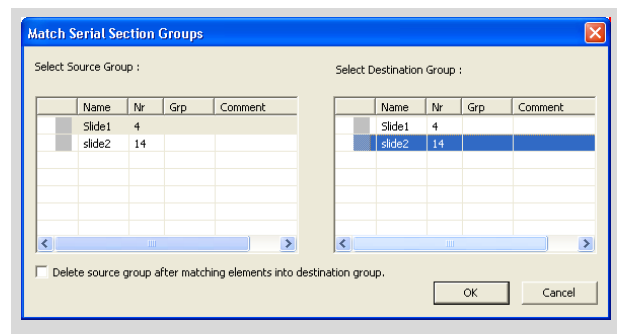 Match Serial Section Groups
Select Source Group :
Select Destination Group :
Name Nr Grp Comment
Slide1 4
slide2 14
Name Nr Grp Comment
Slide1 4
slide2 14
Delete source group after matching elements into destination group.
OK
Cancel